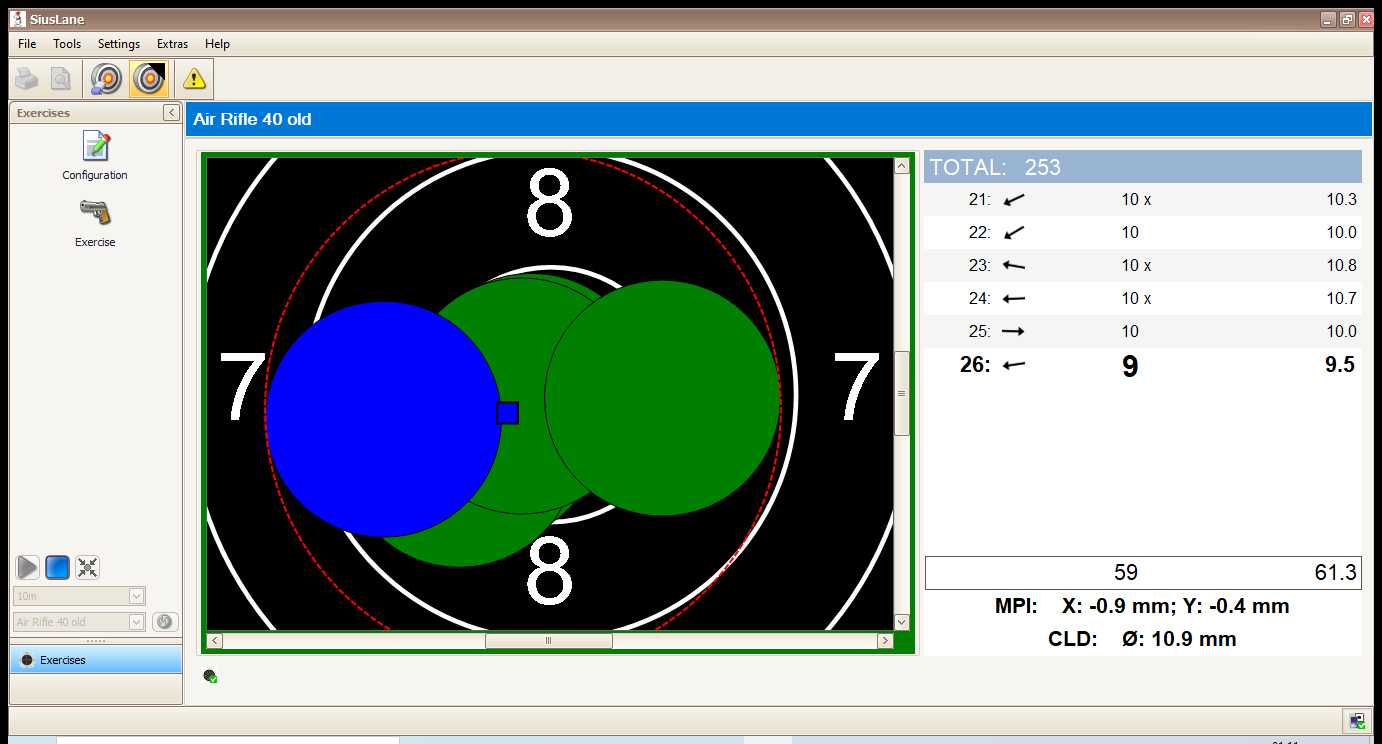 SiusLane
File Tools Settings Extras Help
Exercises
Configuration
Exercise
10m
Air Rifle 40 old
Exercises
Air Rifle 40 old
8
7 7
8
TOTAL: 253
21: 10 x 10.3
22: 10 10.0
23: 10 x 10.8
24: 10 x 10.7
25: 10 10.0
26: 9 9.5
59 61.3
MPI: X: -0.9 mm; Y: -0.4 mm
CLD: Ø: 10.9 mm